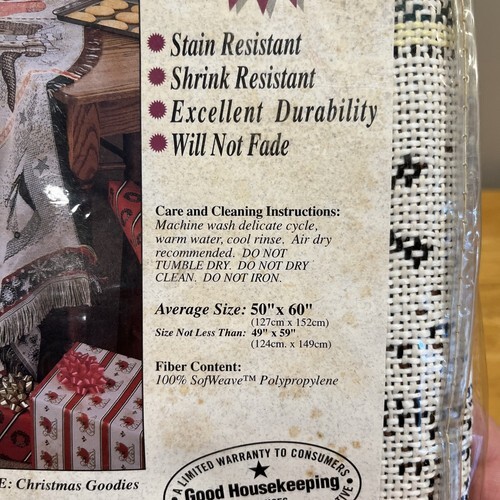 Stain Resistant
Shrink Resistant
Excellent Durability
Will Not Fade
Care and Cleaning Instructions:
Machine wash delicate cycle,
warm water, cool rinse. Air dry
recommended. DO NOT
TUMBLE DRY. DO NOT DRY
CLEAN. DO NOT IRON.
Average Size: 50"x 60"
(127cm x 152cm)
Size Not Less Than: 49" x 59"
(124cm. x 149cm)
Fiber Content:
100% SofWeave™ Polypropylene
A LIMITED WARRANTY TO CONSUMERS
Good Housekeeping
E: Christmas Goodies